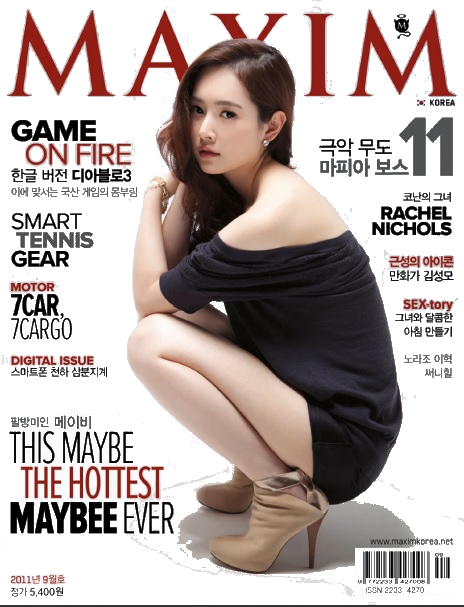 MAXIM
KOREA
GAME
ON FIRE
한글 버전 디아블로3
이에 맞서는 국산 게임의 몸부림
SMART
TENNIS
GEAR
MOTOR
7CAR,
7CARGO
DIGITAL ISSUE
스마트폰 천하 삼분지계
팔방미인 메이비
THIS MAYBE
THE HOTTEST
MAYBEE EVER
2011년 9월호
정가 5,400원
극악 무도
마피아 보스 11
코난의 그녀
RACHEL
NICHOLS
근성의 아이콘
만화가 김성모
SEX-tory
그녀와 달콤한
아침 만들기
노라조 이혁
써니힐
www.maximkorea.net
09
9 772233 427008
ISSN 2233 4270